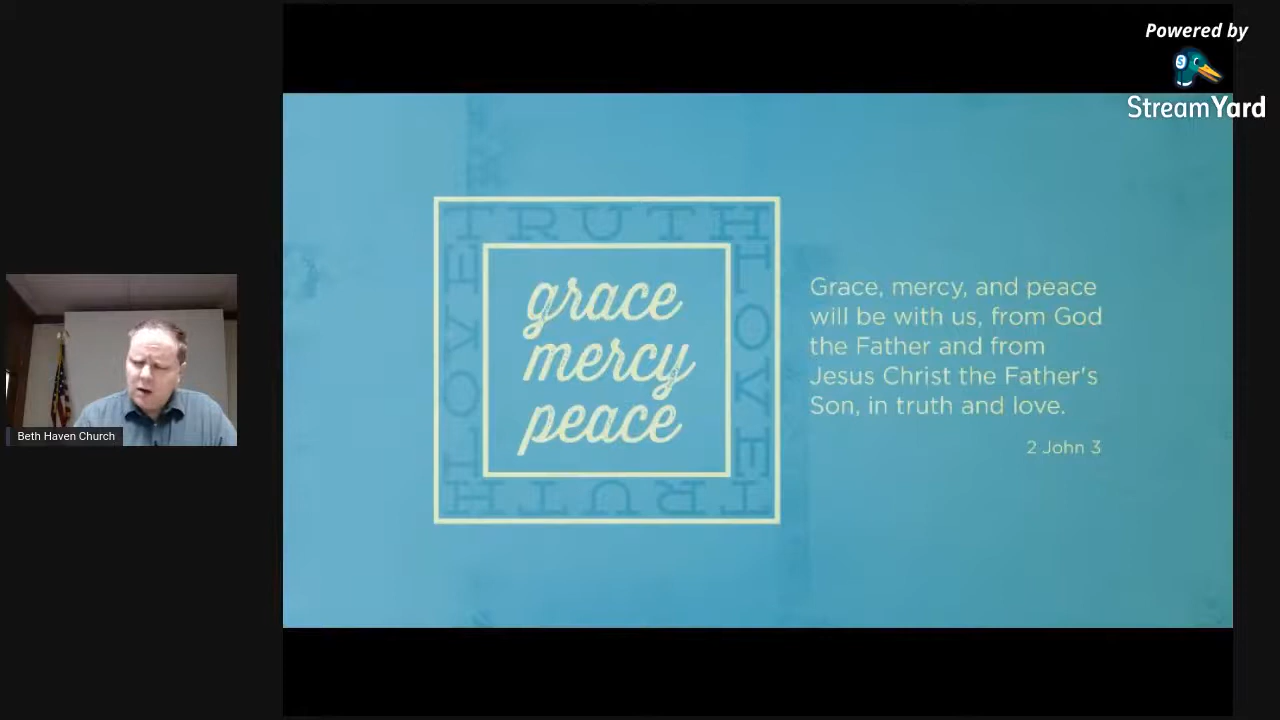 Powered by
StreamYard
TRUTH
LOVE
LOVE
TRUTH
grace
mercy
peace
Grace, mercy, and peace
will be with us, from God
the Father and from
Jesus Christ the Father's
Son, in truth and love.
2 John 3
Beth Haven Church